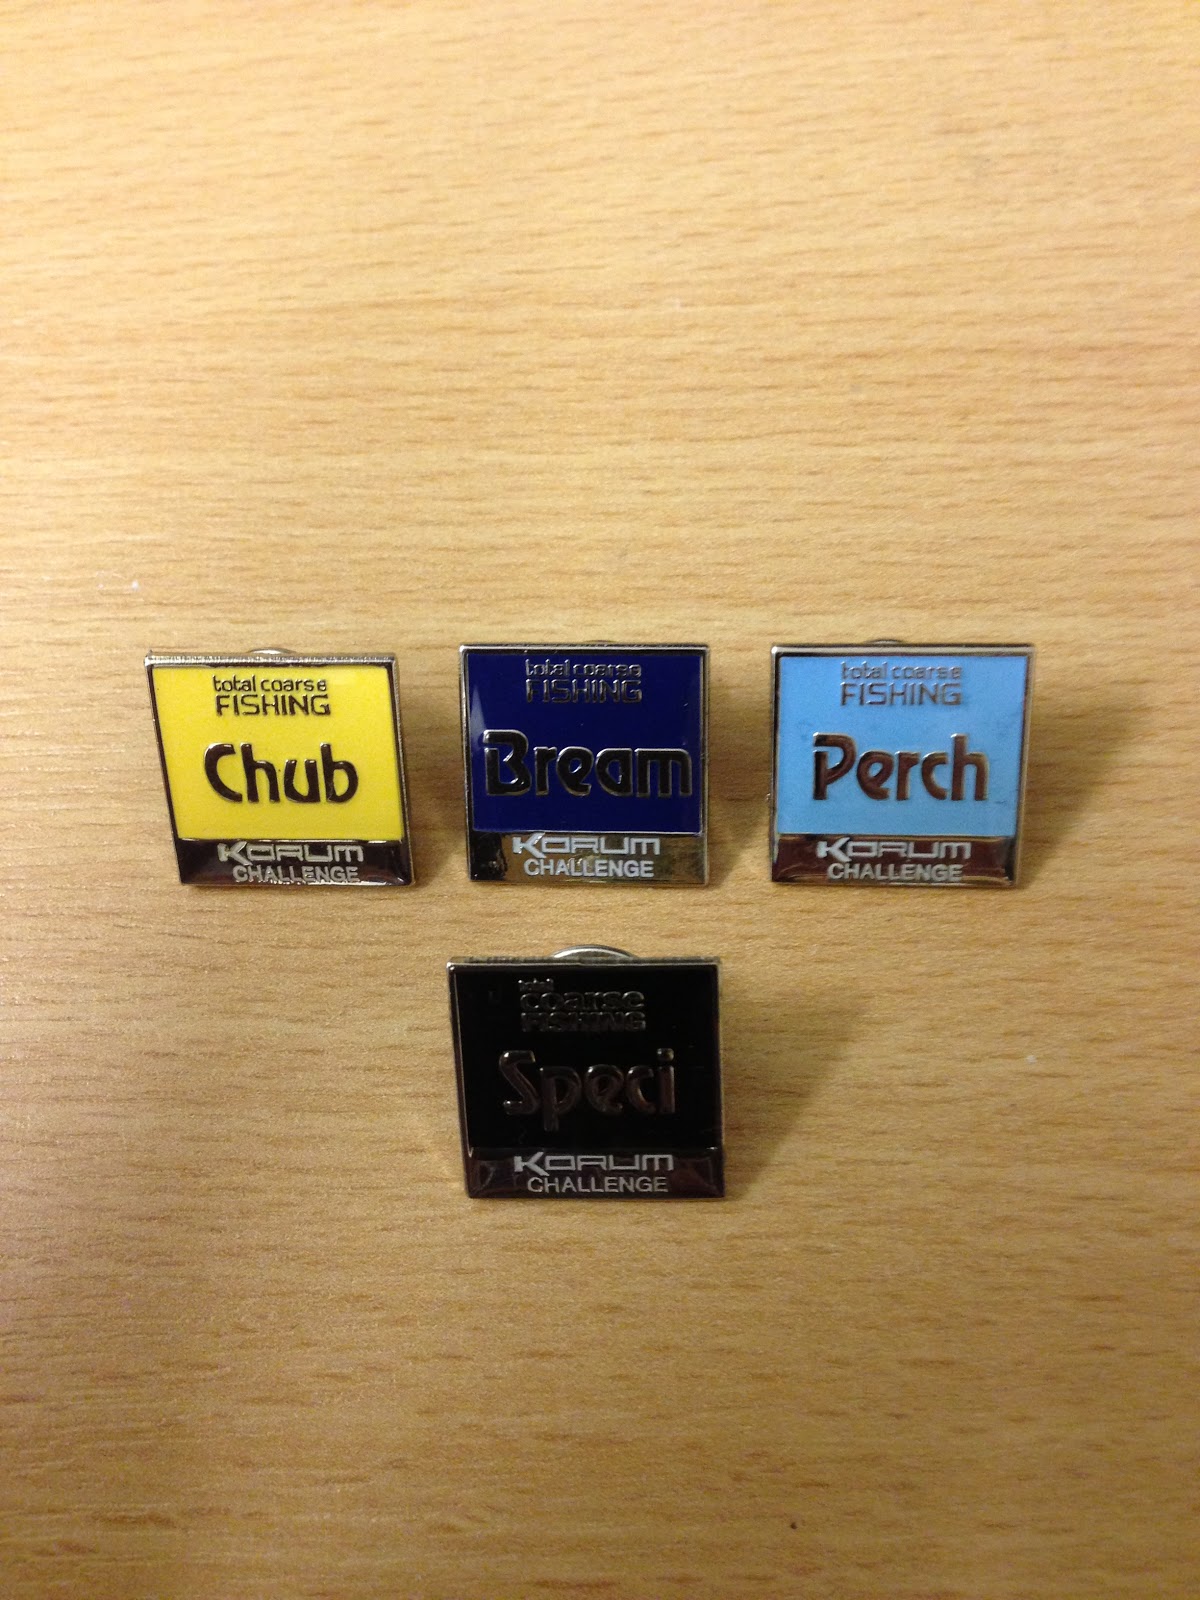 total coarse
FISHING
Chub
KORUM
CHALLENGE
total coarse
FISHING
Bream
KORUM
CHALLENGE
total coarse
FISHING
Perch
KORUM
CHALLENGE
total
coarse
FISHING
Speci
KORUM
CHALLENGE